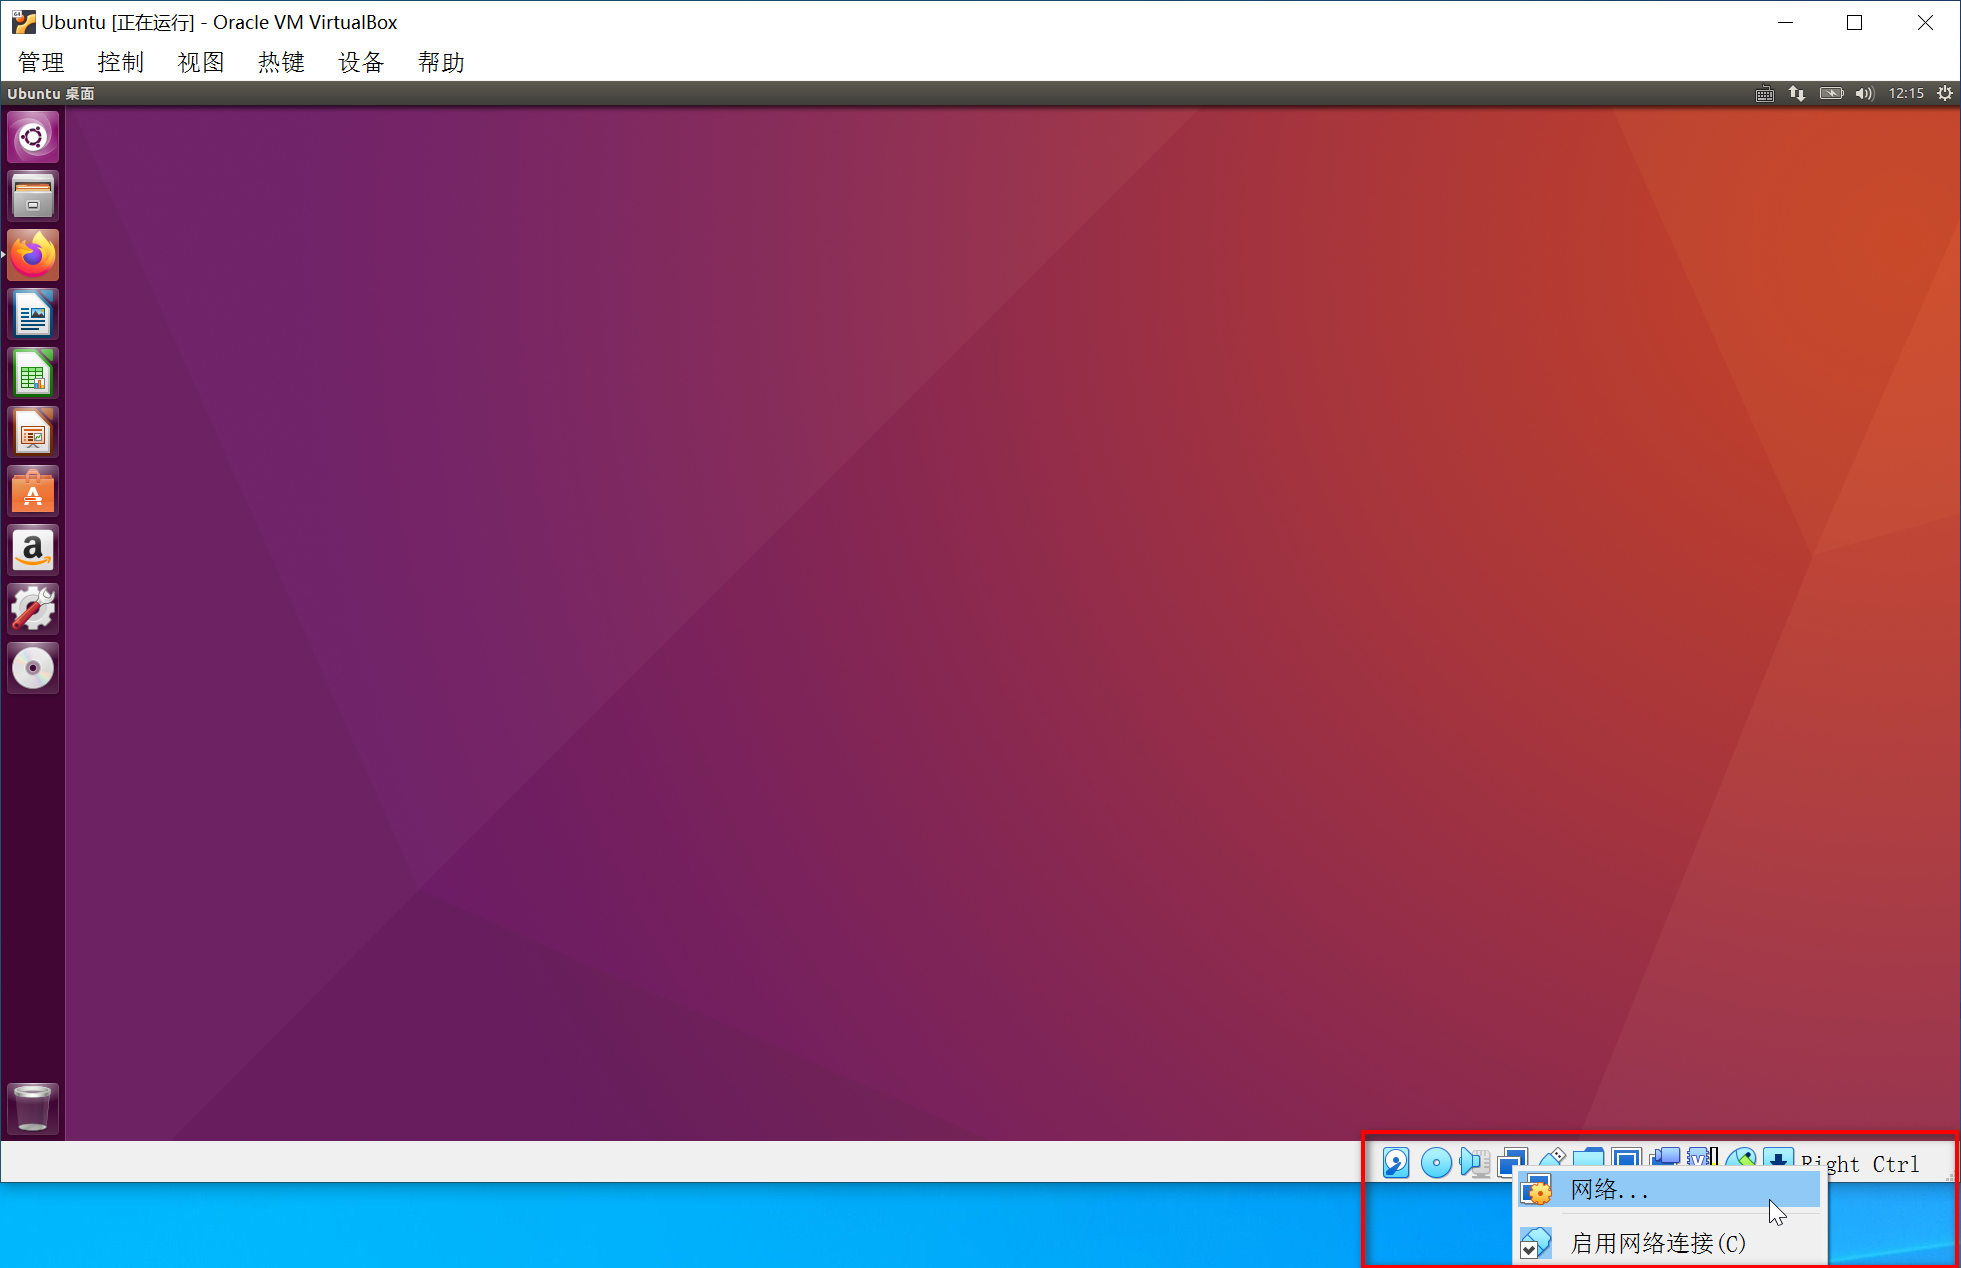 Ubuntu [正在运行] - Oracle VM VirtualBox
管理 控制 视图 热键 设备 帮助
Ubuntu 桌面 12:15
Right Ctrl
网络...
启用网络连接(C)